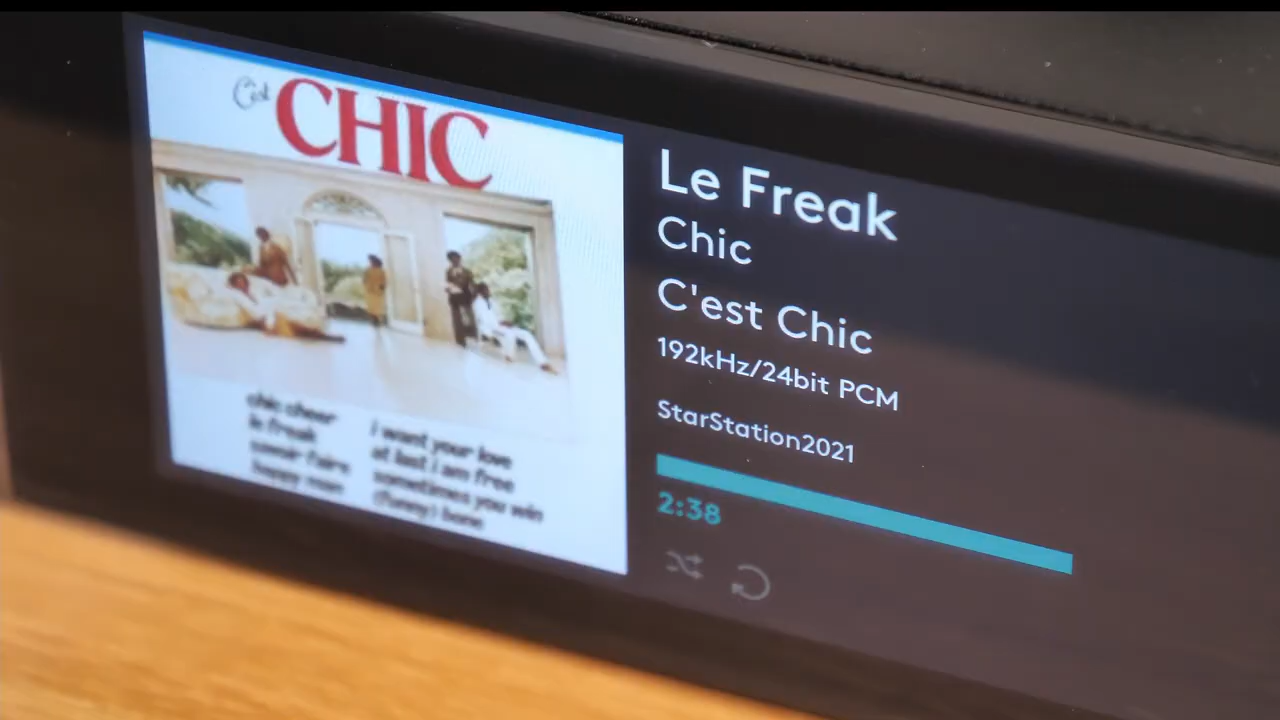 C'est CHIC
chic cheer
le freak
savoir faire
happy man
i want your love
at last i am free
sometimes you win
(funny) bone
Le Freak
Chic
C'est Chic
192kHz/24bit PCM
StarStation2021
2:38